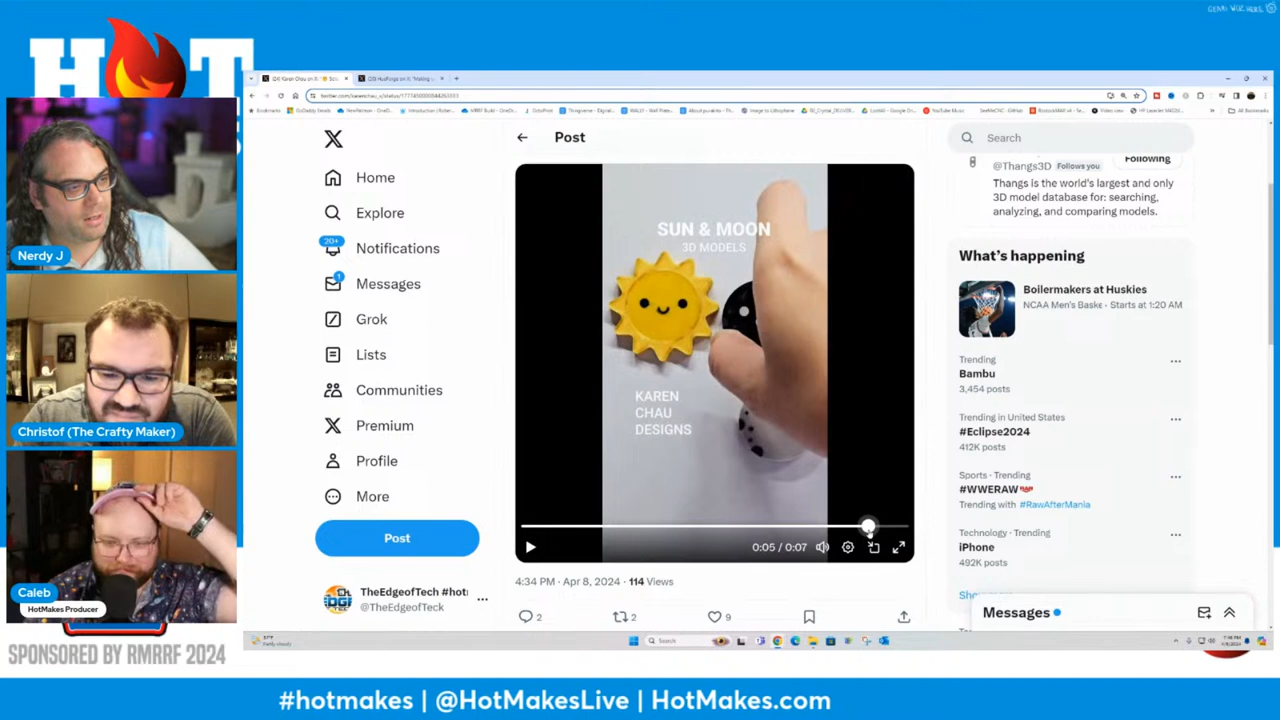 HOT
Nerdy J
Christof (The Crafty Maker)
Caleb
HotMakes Producer
SPONSORED BY RMRRF 2024
Post
Search
Home
Explore
20+
Notifications
1
Messages
Grok
Lists
Communities
Premium
Profile
More
Post
TheEdgeofTech #hot
@TheEdgeofTech
SUN & MOON
3D MODELS
KAREN
CHAU
DESIGNS
0:05 / 0:07
4:34 PM · Apr 8, 2024 · 114 Views
2
2
9
@Thangs3D Follows you
Following
Thangs is the world's largest and only
3D model database for: searching,
analyzing, and comparing models.
What's happening
Boilermakers at Huskies
NCAA Men's Baske · Starts at 1:20 AM
Trending
Bambu
3,454 posts
Trending in United States
#Eclipse2024
412K posts
Sports · Trending
#WWERAW
Trending with #RawAfterMania
Technology · Trending
iPhone
492K posts
Messages
Search
#hotmakes | @HotMakesLive | HotMakes.com